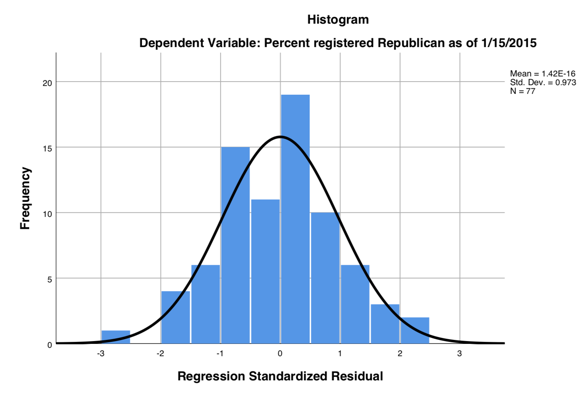 Histogram
Dependent Variable: Percent registered Republican as of 1/15/2015
Mean = 1.42E-16
Std. Dev. = 0.973
N = 77
Frequency
20
15
10
5
0
-3 -2 -1 0 1 2 3
Regression Standardized Residual